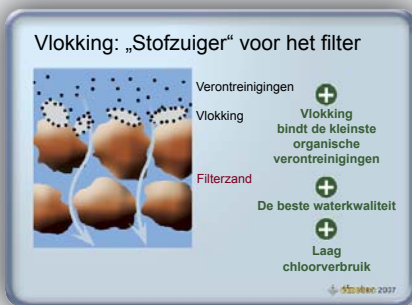 Vlokking: „Stofzuiger“ voor het filter
Verontreinigingen
Vlokking
Filterzand
Vlokking
bindt de kleinste
organische
verontreinigingen
De beste waterkwaliteit
Laag
chloorverbruik
2007